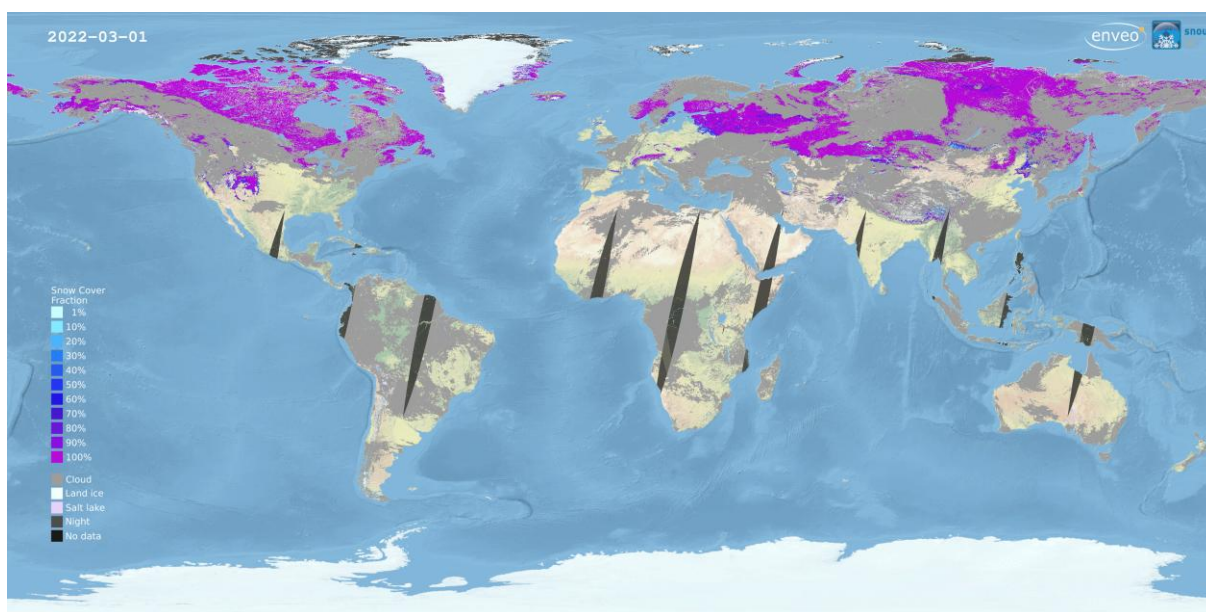 2022-03-01
enveo
snow
Snow Cover
Fraction
1%
10%
20%
30%
40%
50%
60%
70%
80%
90%
100%
Cloud
Land ice
Salt lake
Night
No data